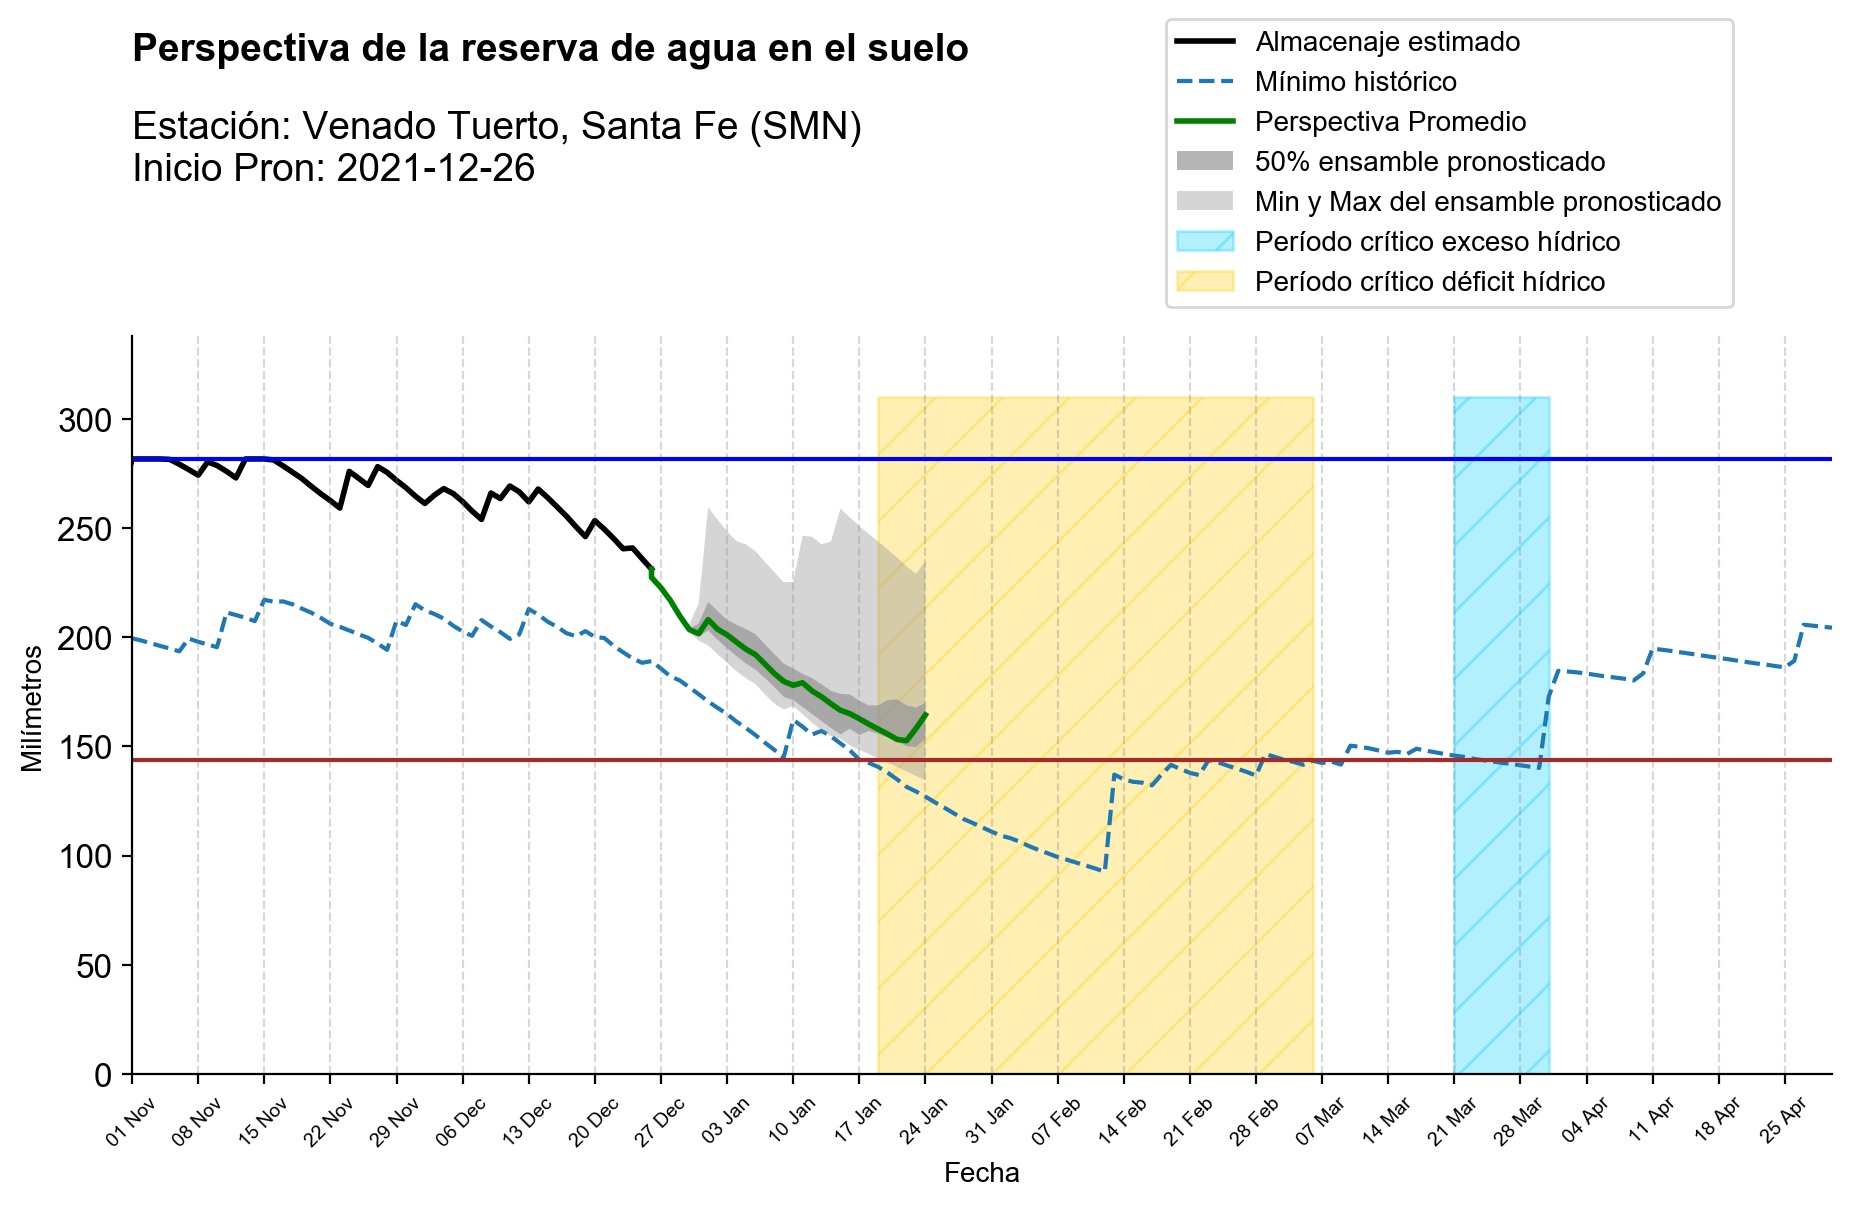 Perspectiva de la reserva de agua en el suelo
Estación: Venado Tuerto, Santa Fe (SMN)
Inicio Pron: 2021-12-26
Almacenaje estimado
Mínimo histórico
Perspectiva Promedio
50% ensamble pronosticado
Min y Max del ensamble pronosticado
Período crítico exceso hídrico
Período crítico déficit hídrico
300
250
200
150
100
50
0
Milímetros
01 Nov
08 Nov
15 Nov
22 Nov
29 Nov
06 Dec
13 Dec
20 Dec
27 Dec
03 Jan
10 Jan
17 Jan
24 Jan
31 Jan
07 Feb
14 Feb
21 Feb
28 Feb
07 Mar
14 Mar
21 Mar
28 Mar
04 Apr
11 Apr
18 Apr
25 Apr
Fecha